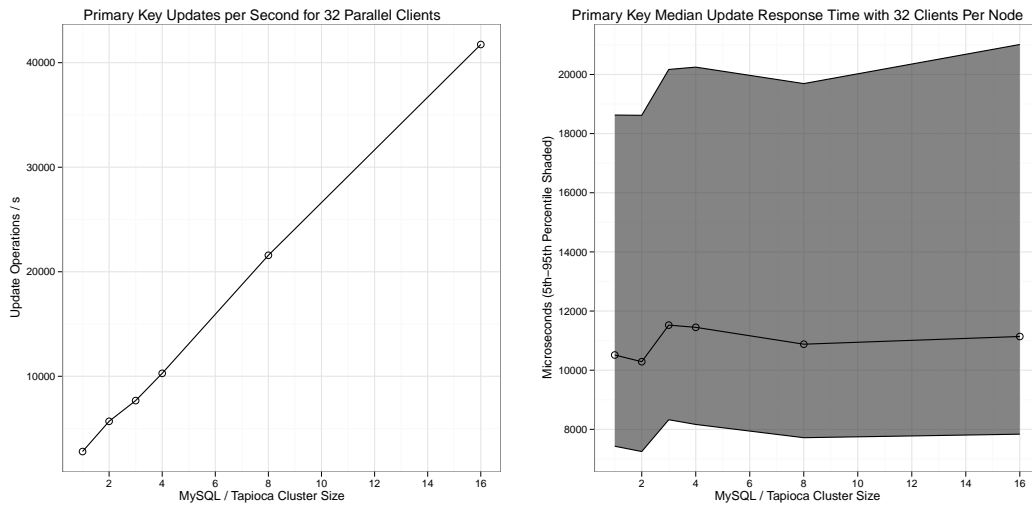 Primary Key Updates per Second for 32 Parallel Clients
Update Operations / s
40000
30000
20000
10000
2 4 6 8 10 12 14 16
MySQL / Tapioca Cluster Size
Primary Key Median Update Response Time with 32 Clients Per Node
Microseconds (5th−95th Percentile Shaded)
20000
18000
16000
14000
12000
10000
8000
2 4 6 8 10 12 14 16
MySQL / Tapioca Cluster Size